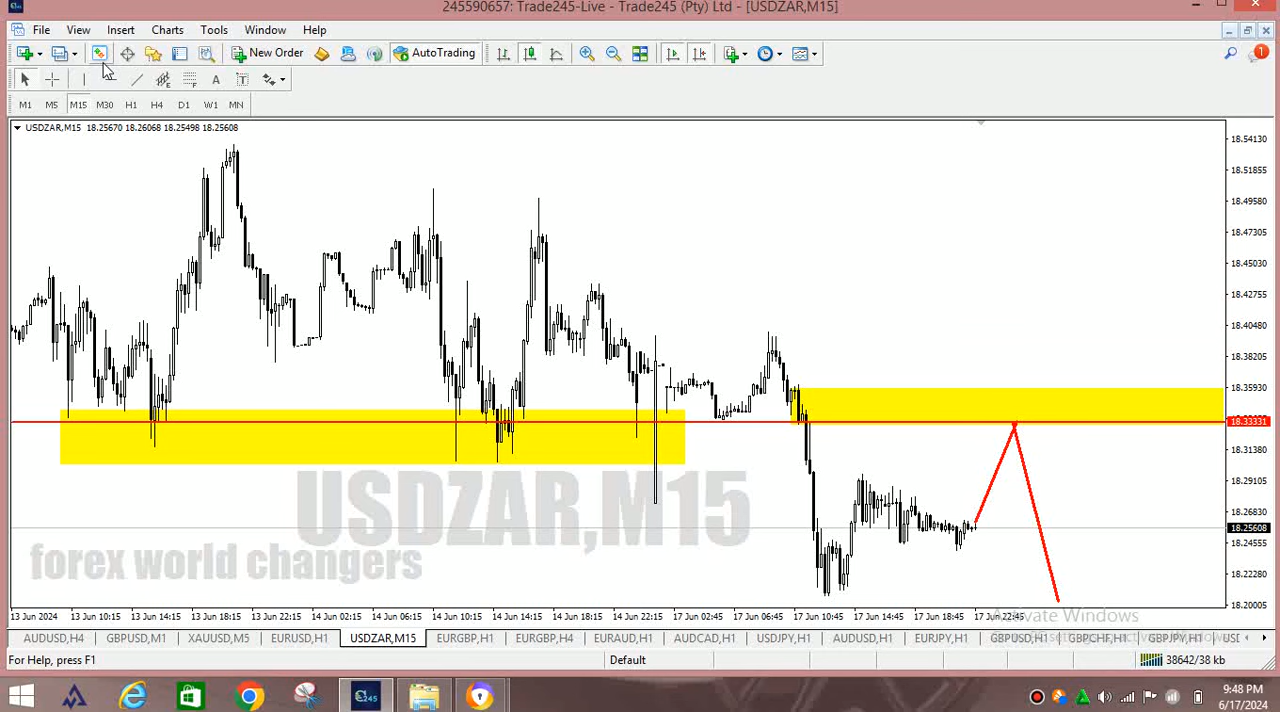 245590657: Trade245-Live - Trade245 (Pty) Ltd - [USDZAR,M15]
File View Insert Charts Tools Window Help
New Order AutoTrading 1
A T
M1 M5 M15 M30 H1 H4 D1 W1 MN
USDZAR,M15 18.25670 18.26068 18.25498 18.25608
18.54130
18.51855
18.49580
18.47305
18.45030
18.42755
18.40480
18.38205
18.35930
18.33331
18.31380
18.29105
18.26830
18.25608
18.24555
18.22280
18.20005
USDZAR,M15
forex world changers
13 Jun 2024 13 Jun 10:15 13 Jun 14:15 13 Jun 18:15 13 Jun 22:15 14 Jun 02:15 14 Jun 06:15 14 Jun 10:15 14 Jun 14:15 14 Jun 18:15 14 Jun 22:15 17 Jun 02:45 17 Jun 06:45 17 Jun 10:45 17 Jun 14:45 17 Jun 18:45 17 Jun 22:45
Activate Windows
AUDUSD,H4 GBPUSD,M1 XAUUSD,M5 EURUSD,H1 USDZAR,M15 EURGBP,H1 EURGBP,H4 EURAUD,H1 AUDCAD,H1 USDJPY,H1 AUDUSD,H1 EURJPY,H1 GBPUSD,H1 GBPCHF,H1 GBPJPY,H1 USD
For Help, press F1 Default 38642/38 kb
245
9:48 PM
6/17/2024